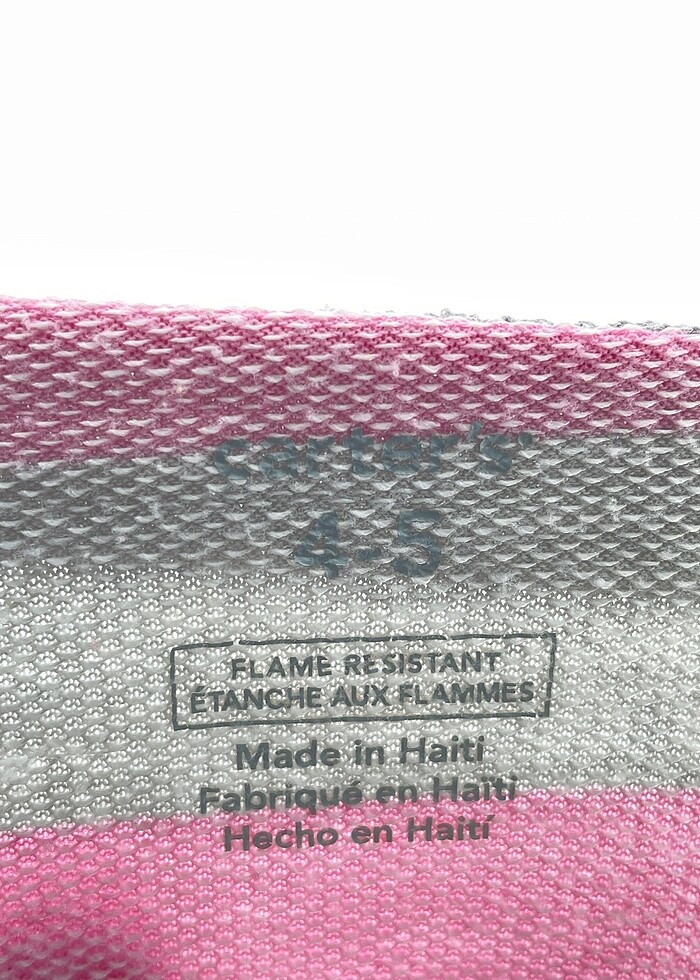 carter's
4-5
FLAME RESISTANT
ÉTANCHE AUX FLAMMES
Made in Haiti
Fabriqué en Haïti
Hecho en Haití